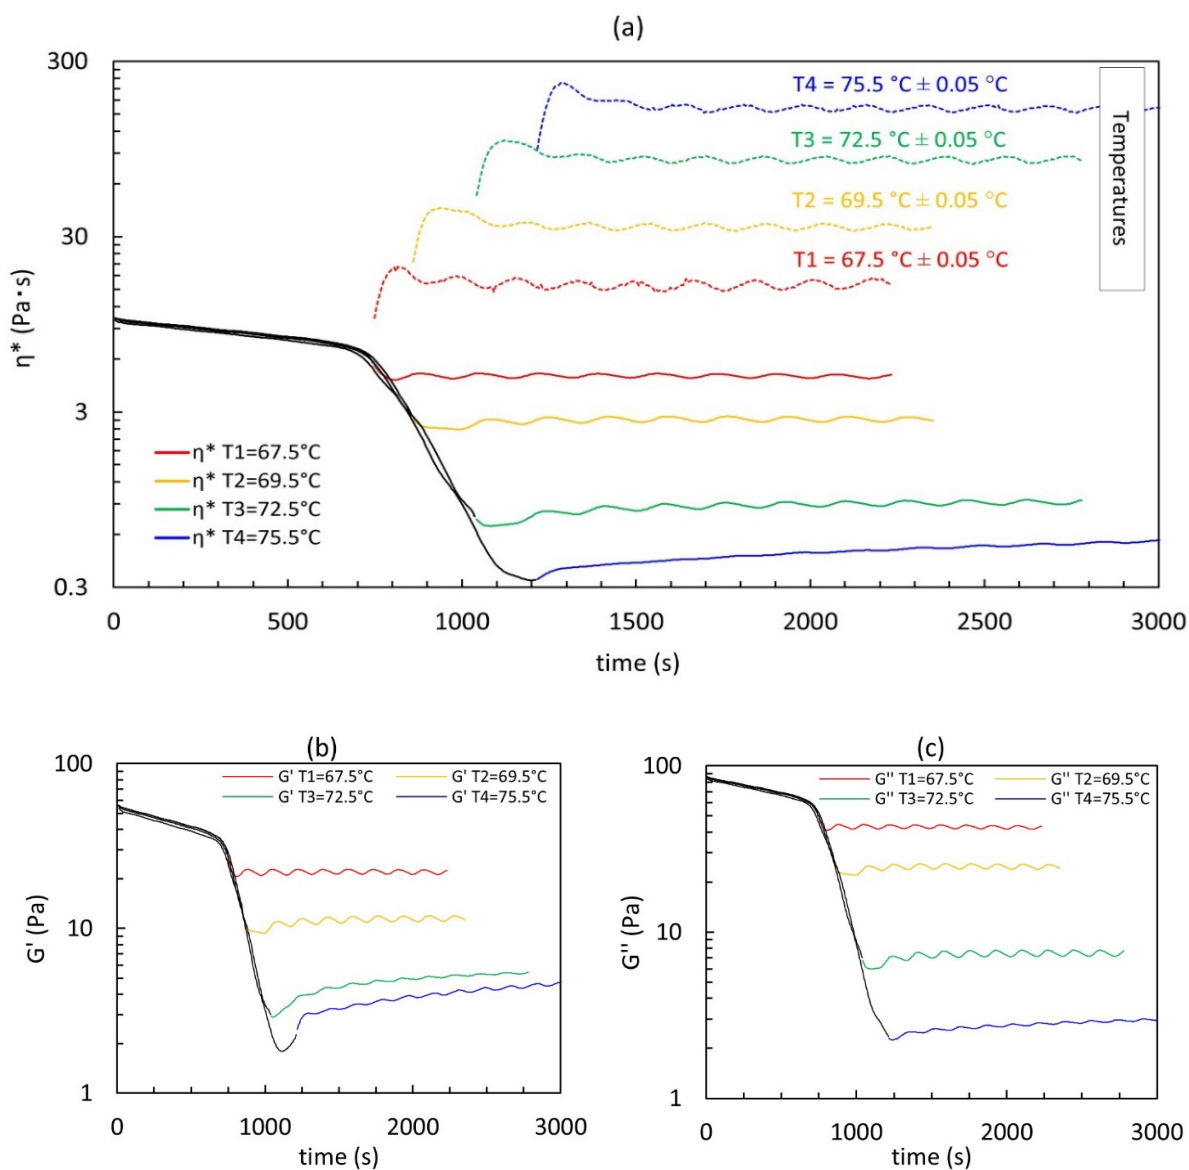 (a)
300
30
3
0.3
η* (Pa·s)
T4 = 75.5 °C ± 0.05 °C
T3 = 72.5 °C ± 0.05 °C
T2 = 69.5 °C ± 0.05 °C
T1 = 67.5 °C ± 0.05 °C
Temperatures
η* T1=67.5°C
η* T2=69.5°C
η* T3=72.5°C
η* T4=75.5°C
0 500 1000 1500 2000 2500 3000
time (s)
(b)
100
10
1
G' (Pa)
G' T1=67.5°C G' T2=69.5°C
G' T3=72.5°C G' T4=75.5°C
0 1000 2000 3000
time (s)
(c)
100
10
1
G'' (Pa)
G'' T1=67.5°C G'' T2=69.5°C
G'' T3=72.5°C G'' T4=75.5°C
0 1000 2000 3000
time (s)